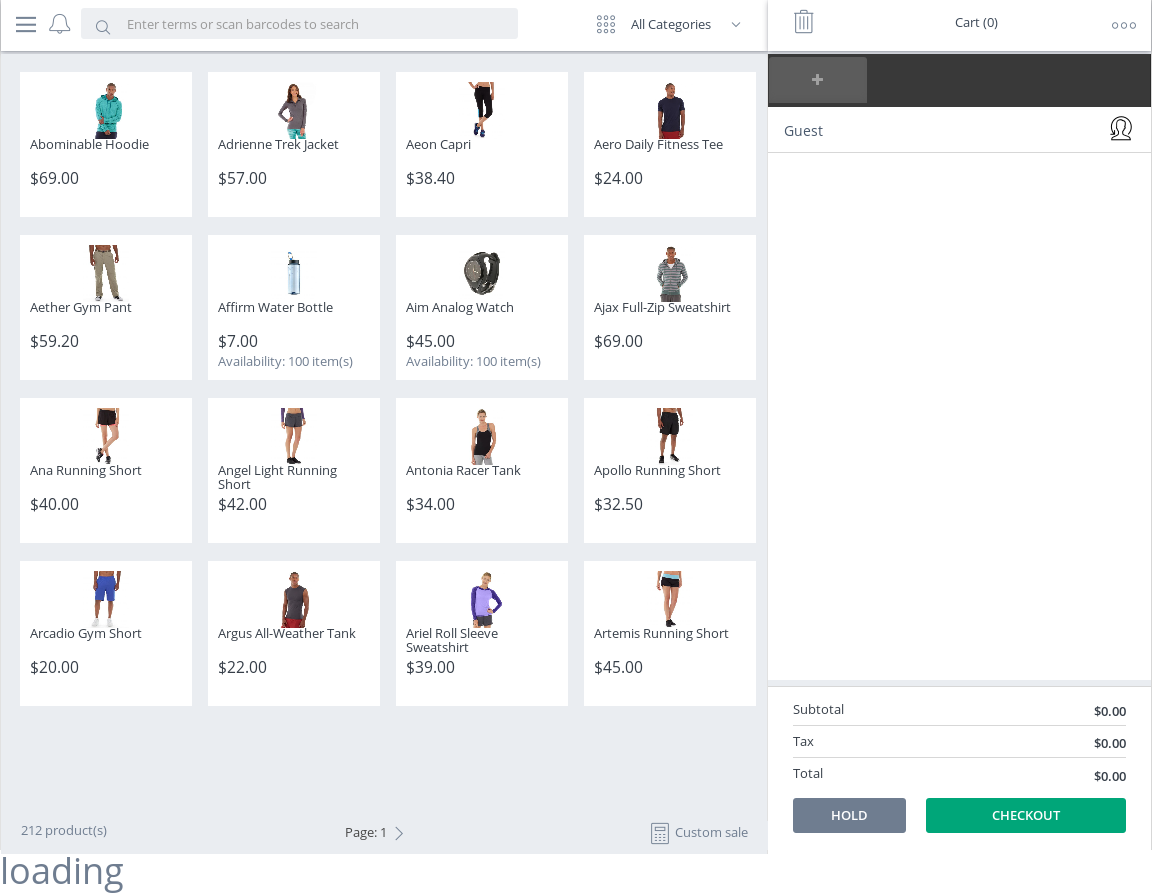 Enter terms or scan barcodes to search
All Categories
Cart (0)
+
Guest
Abominable Hoodie
$69.00
Adrienne Trek Jacket
$57.00
Aeon Capri
$38.40
Aero Daily Fitness Tee
$24.00
Aether Gym Pant
$59.20
Affirm Water Bottle
$7.00
Availability: 100 item(s)
Aim Analog Watch
$45.00
Availability: 100 item(s)
Ajax Full-Zip Sweatshirt
$69.00
Ana Running Short
$40.00
Angel Light Running
Short
$42.00
Antonia Racer Tank
$34.00
Apollo Running Short
$32.50
Arcadio Gym Short
$20.00
Argus All-Weather Tank
$22.00
Ariel Roll Sleeve
Sweatshirt
$39.00
Artemis Running Short
$45.00
212 product(s)
Page: 1
Custom sale
Subtotal $0.00
Tax $0.00
Total $0.00
HOLD
CHECKOUT
loading